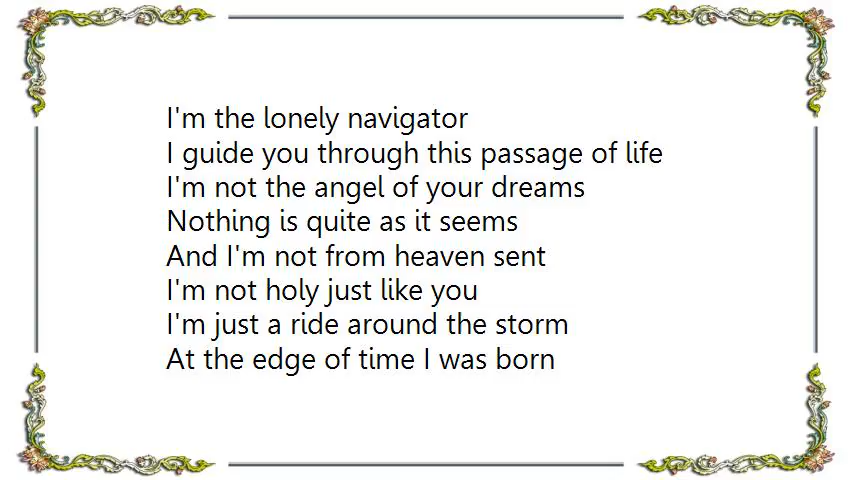 I'm the lonely navigator
I guide you through this passage of life
I'm not the angel of your dreams
Nothing is quite as it seems
And I'm not from heaven sent
I'm not holy just like you
I'm just a ride around the storm
At the edge of time I was born